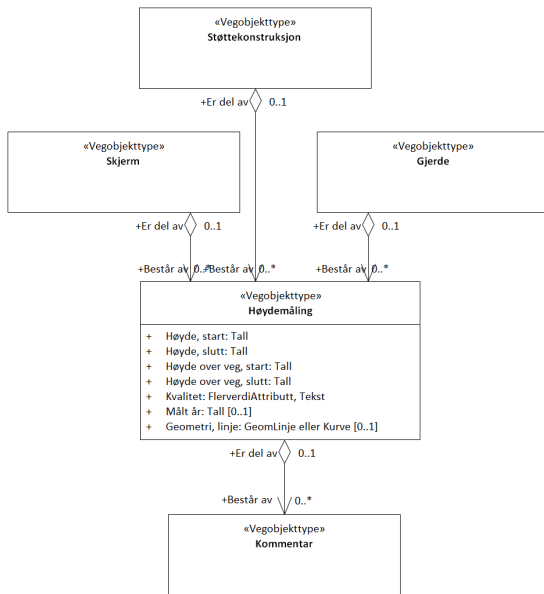 «Vegobjekttype»
Støttekonstruksjon
+Er del av 0..1
«Vegobjekttype»
Skjerm
«Vegobjekttype»
Gjerde
+Er del av 0..1
+Er del av 0..1
+Består av 0..*
+Består av 0..*
+Består av 0..*
«Vegobjekttype»
Høydemåling
+ Høyde, start: Tall
+ Høyde, slutt: Tall
+ Høyde over veg, start: Tall
+ Høyde over veg, slutt: Tall
+ Kvalitet: FlerverdiAttributt, Tekst
+ Målt år: Tall [0..1]
+ Geometri, linje: GeomLinje eller Kurve [0..1]
+Er del av 0..1
+Består av 0..*
«Vegobjekttype»
Kommentar